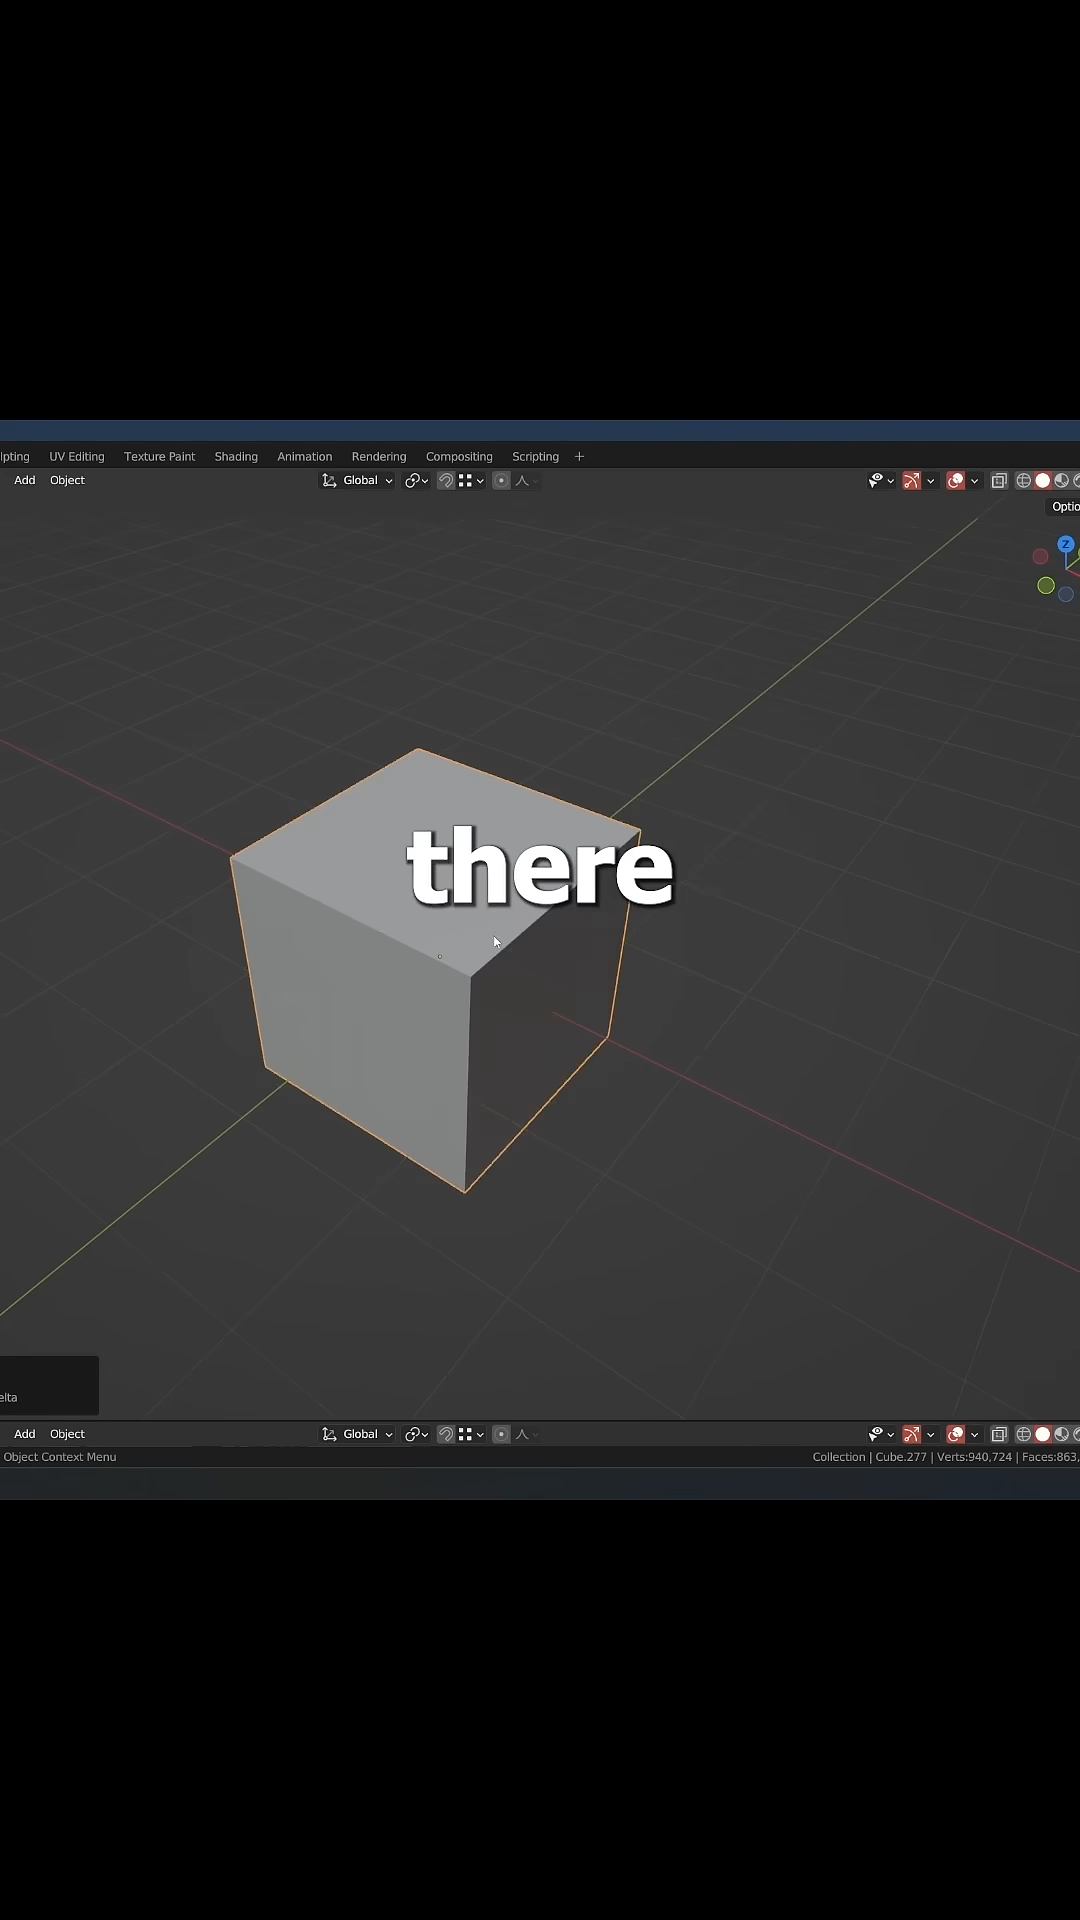 lpting UV Editing Texture Paint Shading Animation Rendering Compositing Scripting +
Add Object Global
Optio
Z
there
elta
Add Object Global
Object Context Menu Collection | Cube.277 | Verts:940,724 | Faces:863,